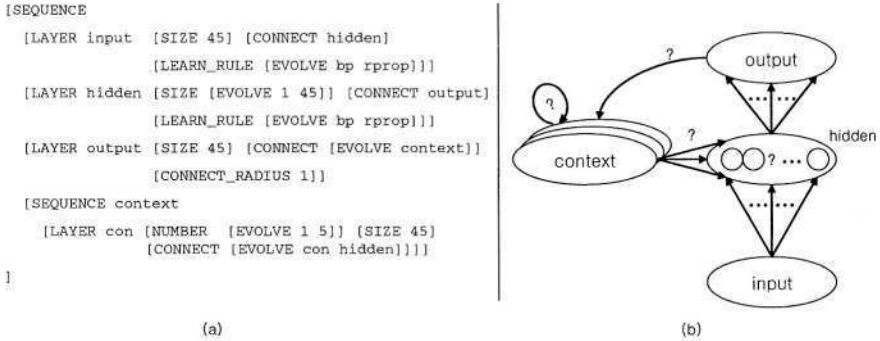 [SEQUENCE
[LAYER input [SIZE 45] [CONNECT hidden]
[LEARN_RULE [EVOLVE bp rprop]]]
[LAYER hidden [SIZE [EVOLVE 1 45]] [CONNECT output]
[LEARN_RULE [EVOLVE bp rprop]]]
[LAYER output [SIZE 45] [CONNECT [EVOLVE context]]
[CONNECT_RADIUS 1]]
[SEQUENCE context
[LAYER con [NUMBER [EVOLVE 1 5]] [SIZE 45]
[CONNECT [EVOLVE con hidden]]]]
]
(a)
?
output
?
......
?
hidden
context
? ...
......
input
(b)